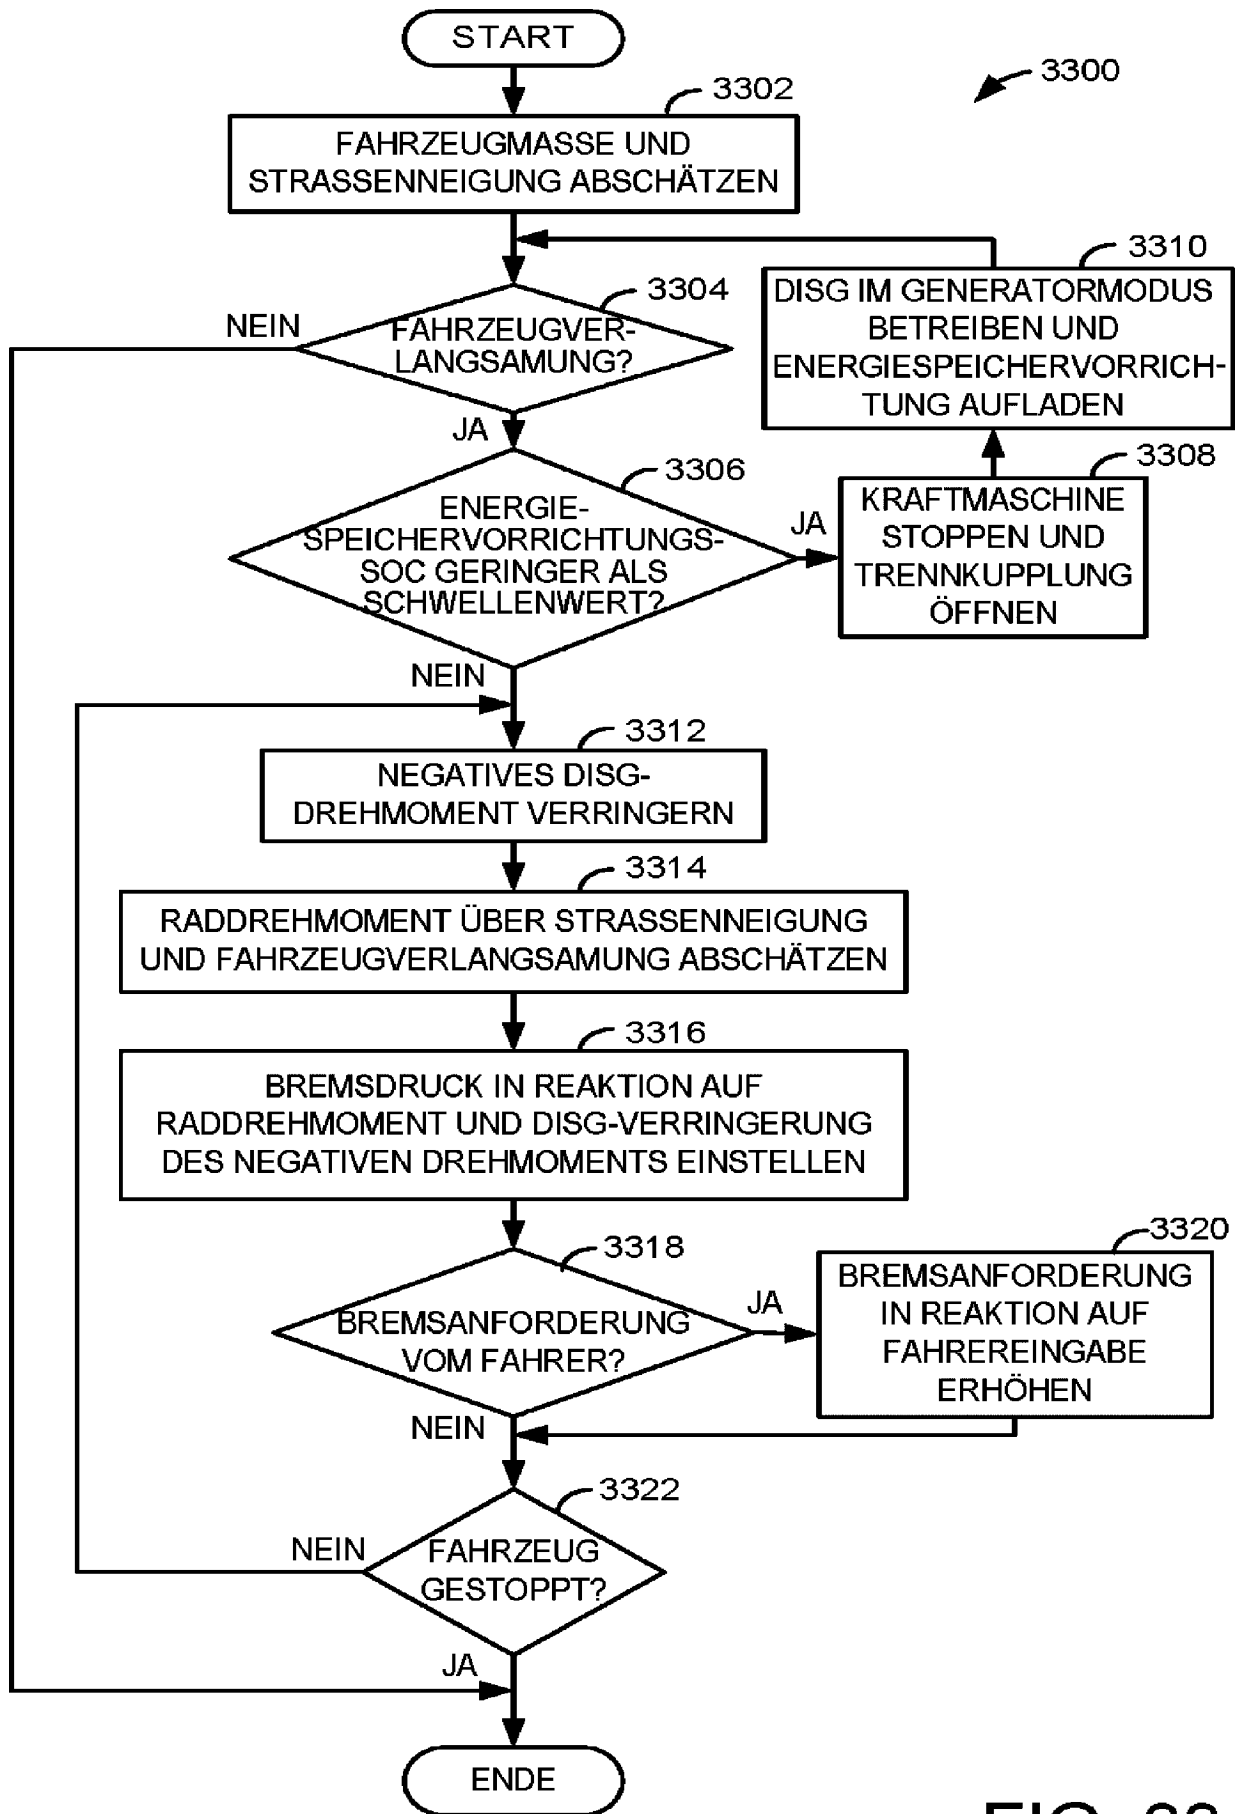 START
3300
3302
FAHRZEUGMASSE UND
STRASSENNEIGUNG ABSCHÄTZEN
3304
NEIN
FAHRZEUGVER-
LANGSAMUNG?
JA
3310
DISG IM GENERATORMODUS
BETREIBEN UND
ENERGIESPEICHERVORRICH-
TUNG AUFLADEN
3306
ENERGIE-
SPEICHERVORRICHTUNGS-
SOC GERINGER ALS
SCHWELLENWERT?
JA
3308
KRAFTMASCHINE
STOPPEN UND
TRENNKUPPLUNG
ÖFFNEN
NEIN
3312
NEGATIVES DISG-
DREHMOMENT VERRINGERN
3314
RADDREHMOMENT ÜBER STRASSENNEIGUNG
UND FAHRZEUGVERLANGSAMUNG ABSCHÄTZEN
3316
BREMSDRUCK IN REAKTION AUF
RADDREHMOMENT UND DISG-VERRINGERUNG
DES NEGATIVEN DREHMOMENTS EINSTELLEN
3318
BREMSANFORDERUNG
VOM FAHRER?
JA
3320
BREMSANFORDERUNG
IN REAKTION AUF
FAHREREINGABE
ERHÖHEN
NEIN
3322
NEIN
FAHRZEUG
GESTOPPT?
JA
ENDE